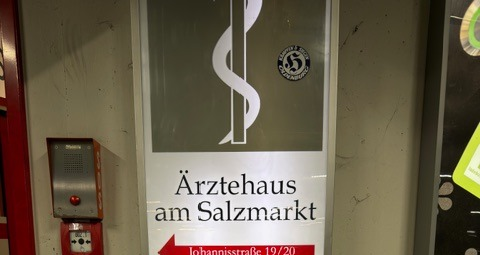 Ärztehaus
am Salzmarkt
Johannisstraße 19/20